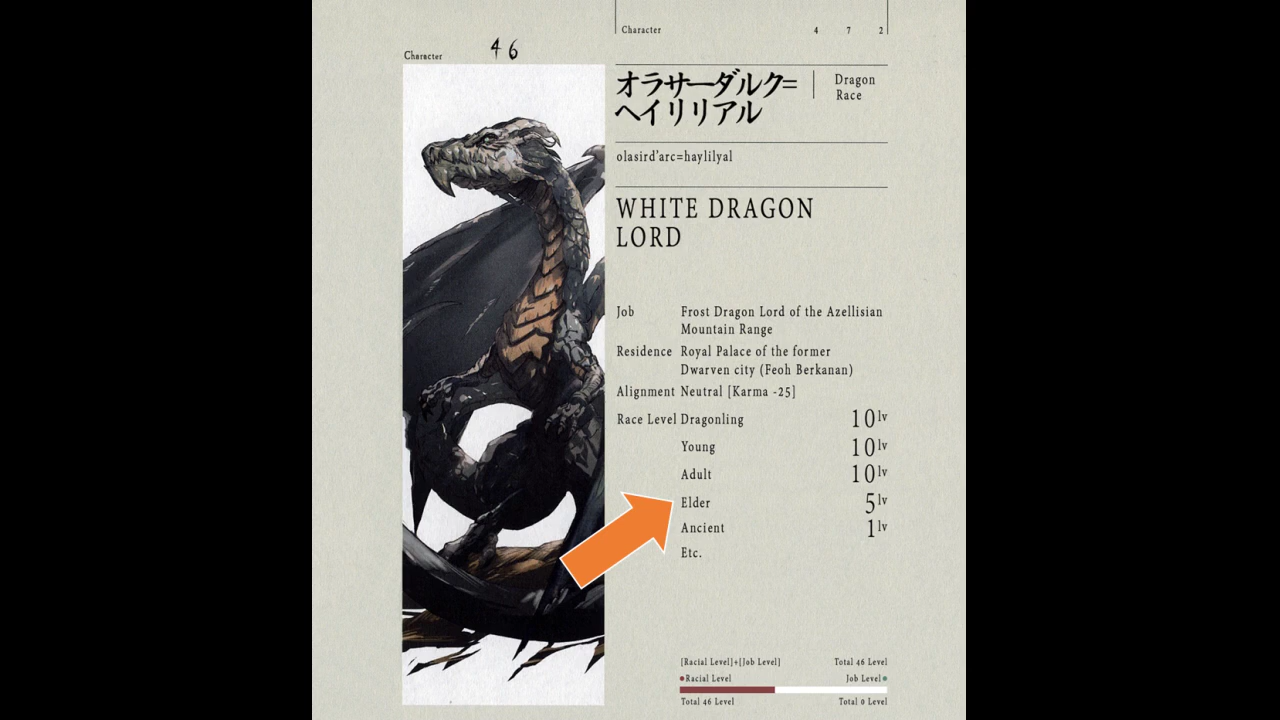 Character 46
Character 4 7 2
オラサーダルク=
ヘイリリアル
Dragon
Race
olasird'arc=haylilyal
WHITE DRAGON
LORD
Job Frost Dragon Lord of the Azellisian
Mountain Range
Residence Royal Palace of the former
Dwarven city (Feoh Berkanan)
Alignment Neutral [Karma -25]
Race Level Dragonling 10lv
Young 10lv
Adult 10lv
Elder 5lv
Ancient 1lv
Etc.
[Racial Level]+[Job Level] Total 46 Level
Racial Level Job Level
Total 46 Level Total 0 Level